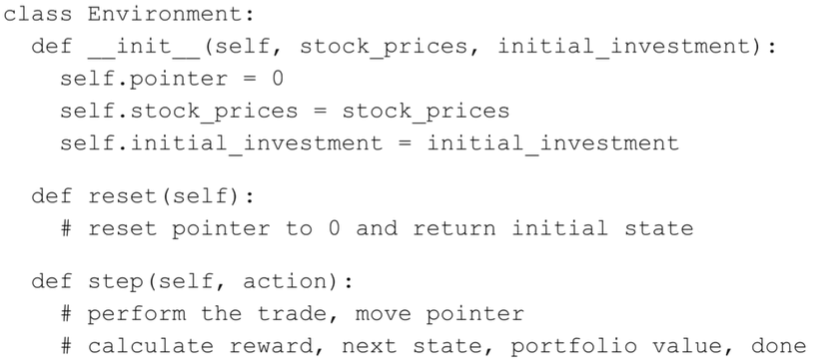 class Environment:
  def __init__(self, stock_prices, initial_investment):
    self.pointer = 0
    self.stock_prices = stock_prices
    self.initial_investment = initial_investment

  def reset(self):
    # reset pointer to 0 and return initial state

  def step(self, action):
    # perform the trade, move pointer
    # calculate reward, next state, portfolio value, done